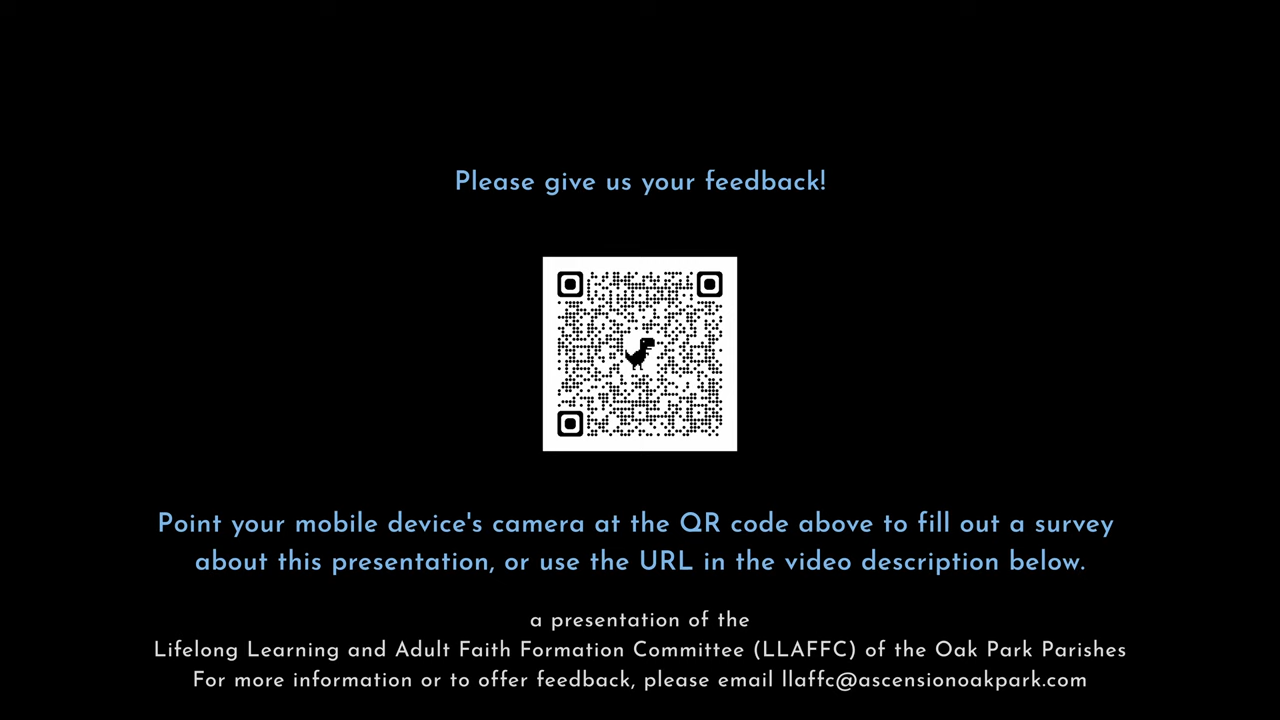 Please give us your feedback!
Point your mobile device's camera at the QR code above to fill out a survey
about this presentation, or use the URL in the video description below.
a presentation of the
Lifelong Learning and Adult Faith Formation Committee (LLAFFC) of the Oak Park Parishes
For more information or to offer feedback, please email llaffc@ascensionoakpark.com